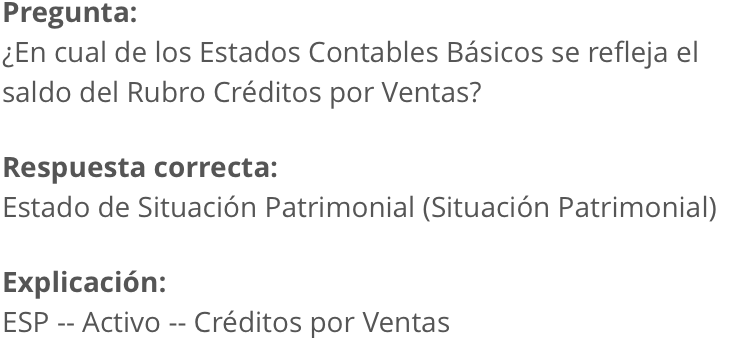 Pregunta:
¿En cual de los Estados Contables Básicos se refleja el
saldo del Rubro Créditos por Ventas?
Respuesta correcta:
Estado de Situación Patrimonial (Situación Patrimonial)
Explicación:
ESP -- Activo -- Créditos por Ventas